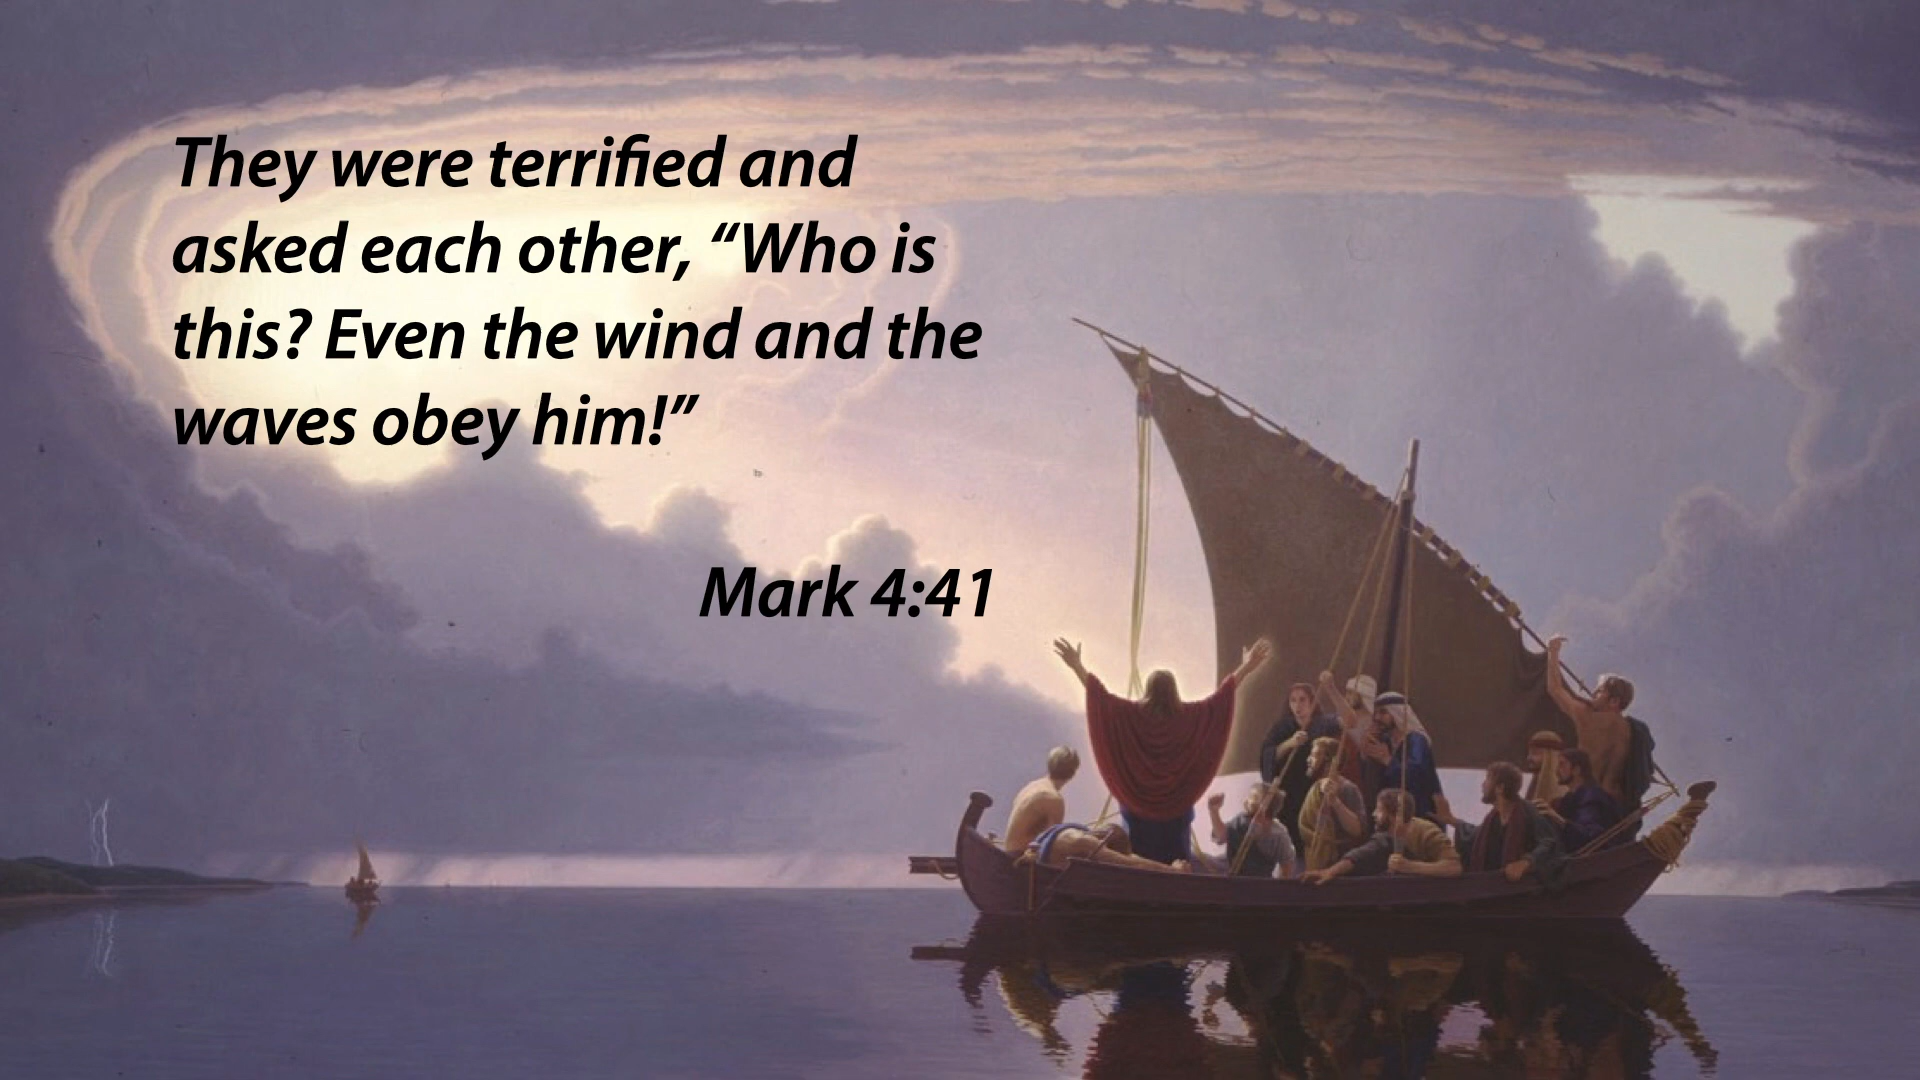 They were terrified and
asked each other, “Who is
this? Even the wind and the
waves obey him!”
Mark 4:41